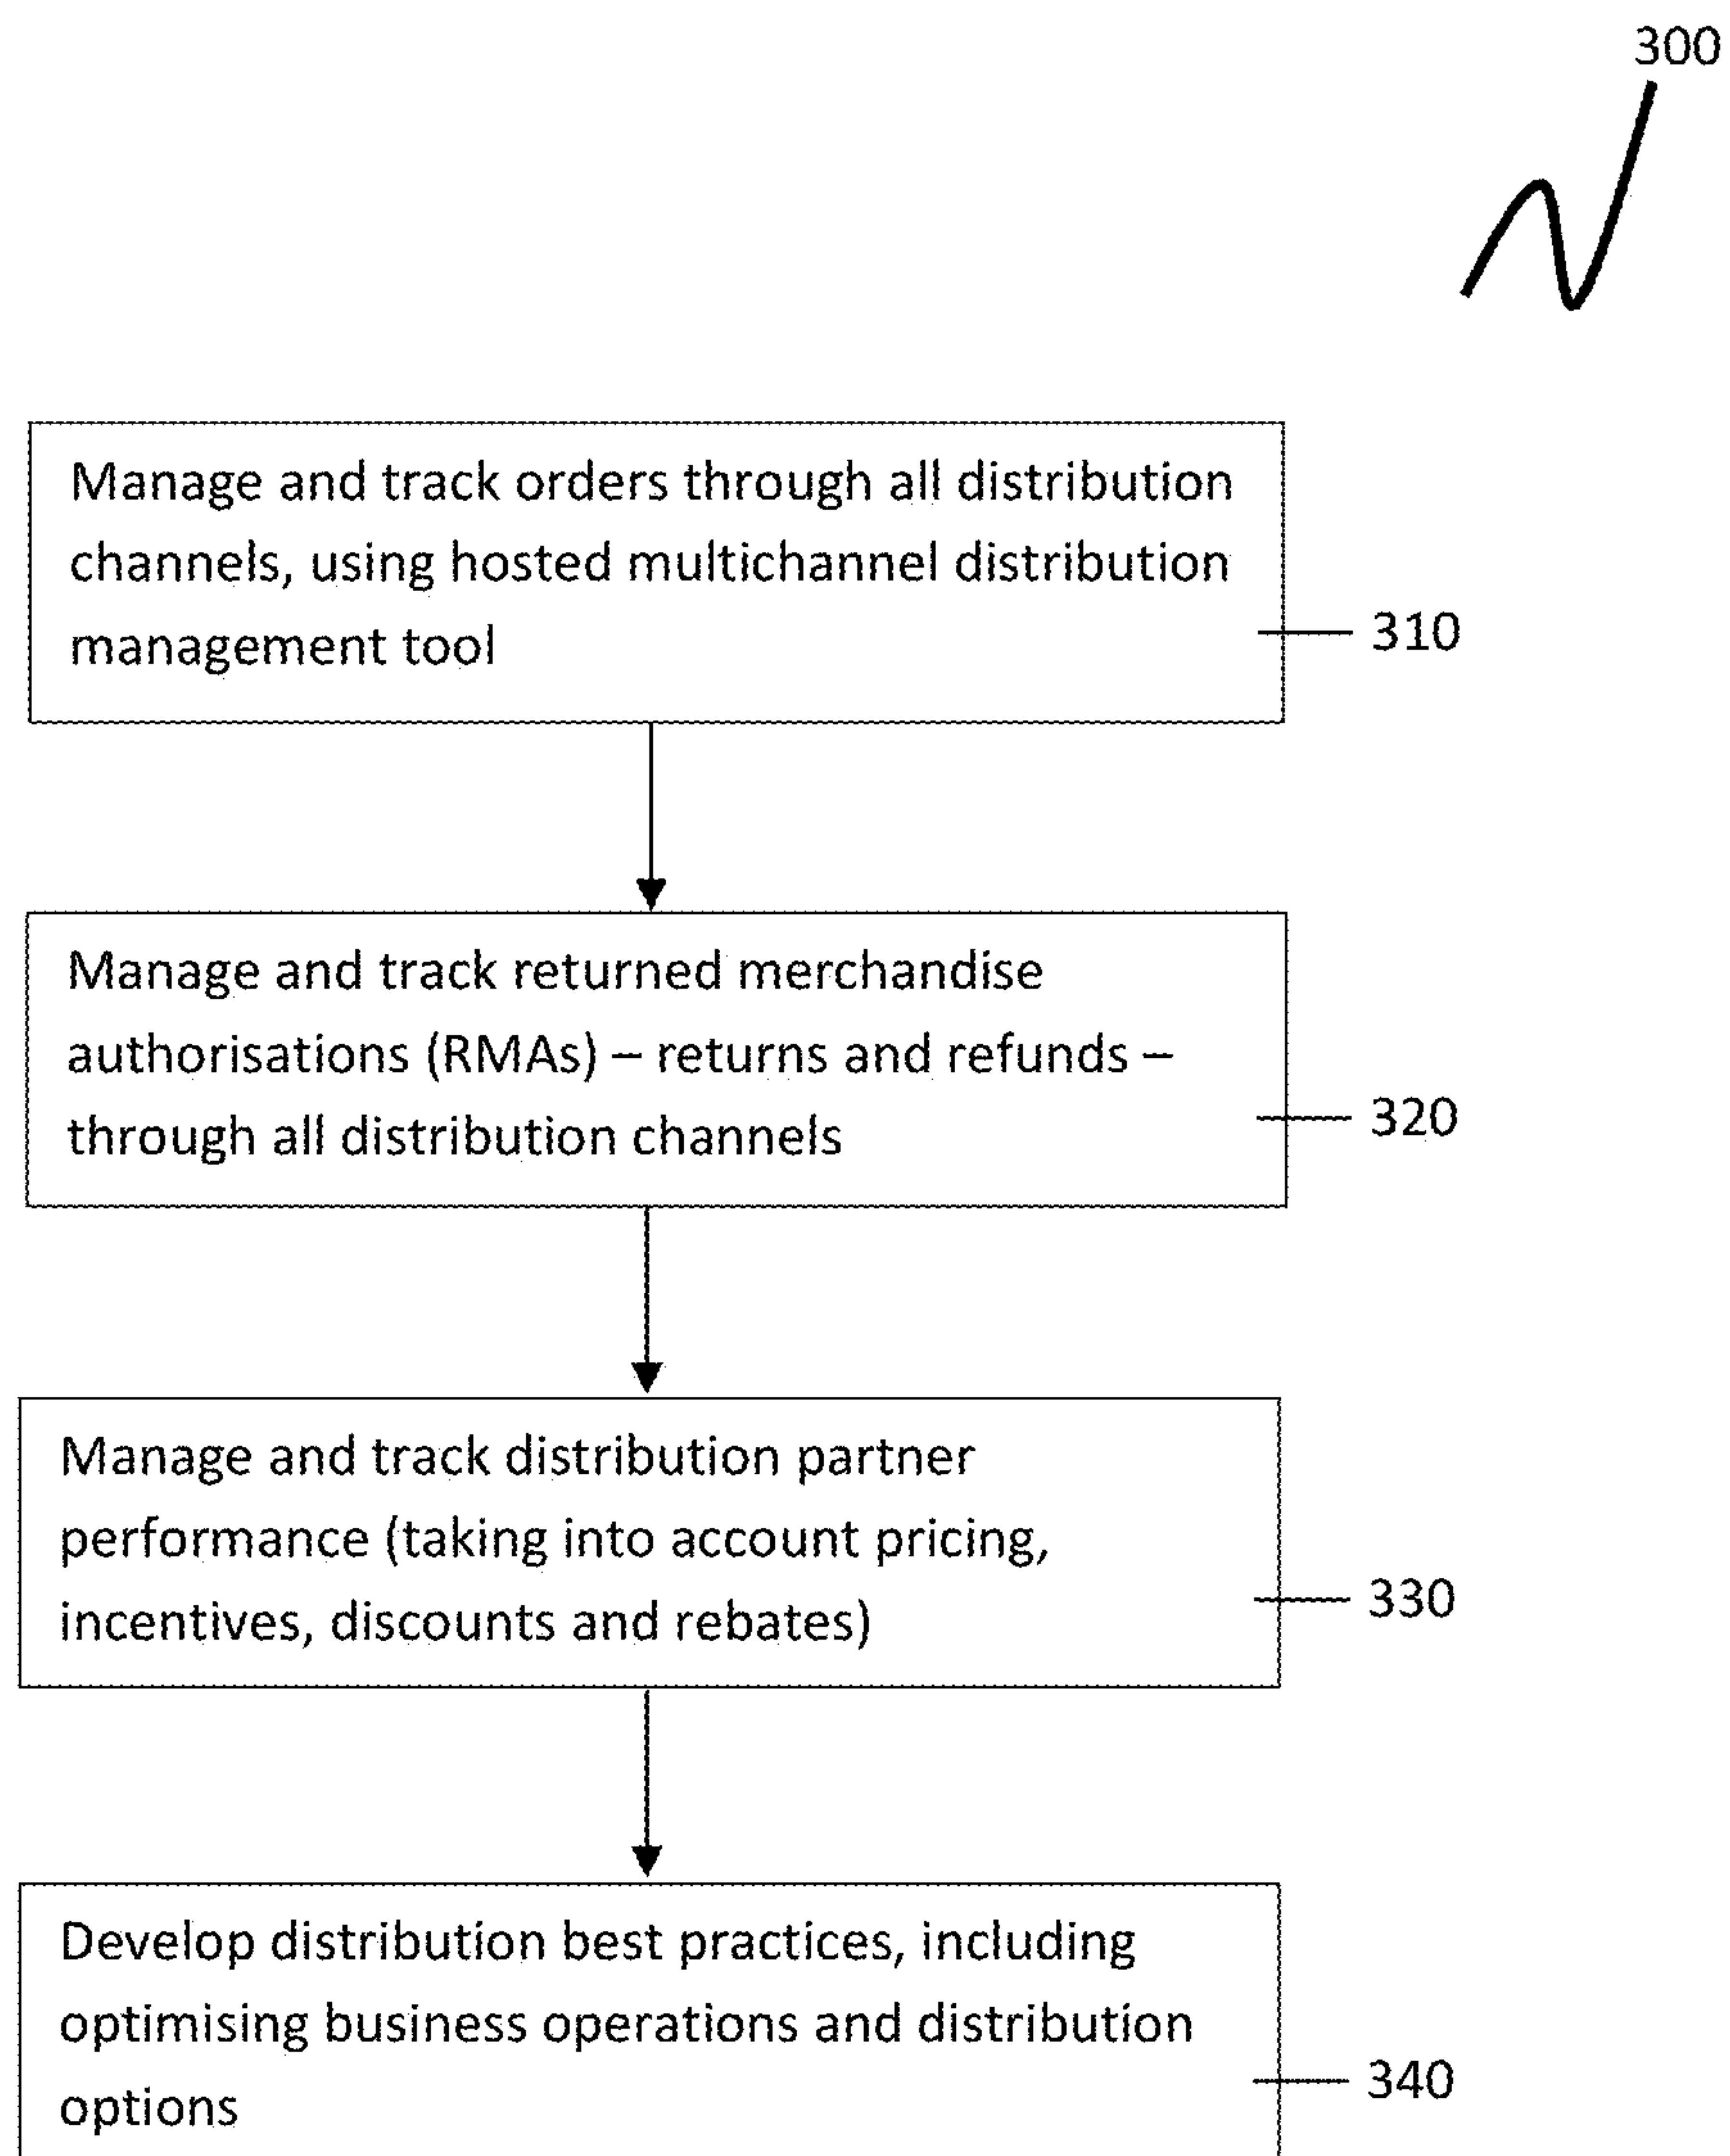 300
Manage and track orders through all distribution
channels, using hosted multichannel distribution
management tool
310
Manage and track returned merchandise
authorisations (RMAs) – returns and refunds –
through all distribution channels
320
Manage and track distribution partner
performance (taking into account pricing,
incentives, discounts and rebates)
330
Develop distribution best practices, including
optimising business operations and distribution
options
340